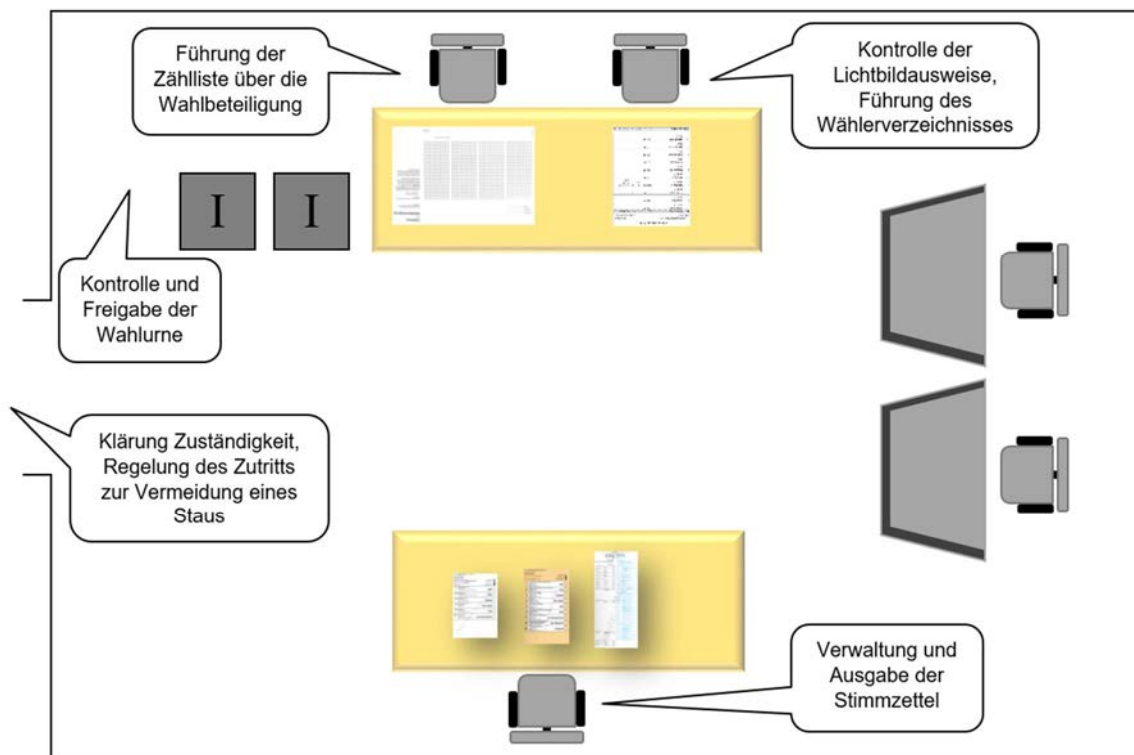 Führung der
Zählliste über die
Wahlbeteiligung
Kontrolle der
Lichtbildausweise,
Führung des
Wählerverzeichnisses
I
I
Kontrolle und
Freigabe der
Wahlurne
Klärung Zuständigkeit,
Regelung des Zutritts
zur Vermeidung eines
Staus
Verwaltung und
Ausgabe der
Stimmzettel